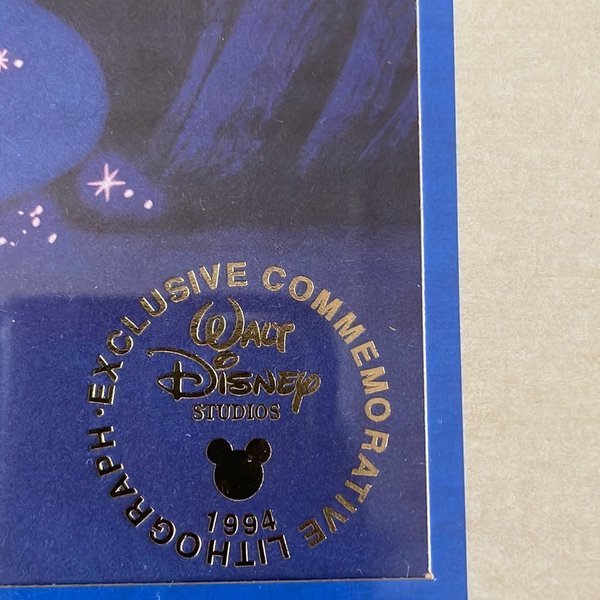 EXCLUSIVE COMMEMORATIVE LITHOGRAPH ·
WALT
DISNEY
STUDIOS
1994